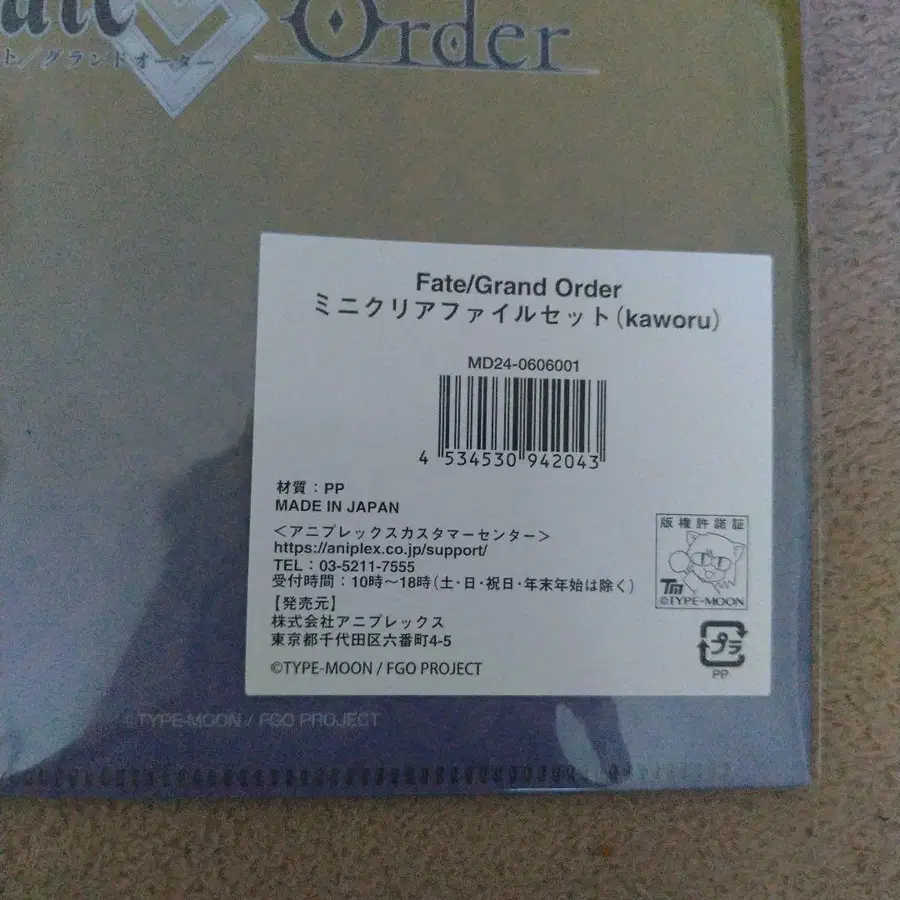 Order
ト/グランドオーダー
Fate/Grand Order
ミニクリアファイルセット(kaworu)
MD24-0606001
4 534530 942043
材質：PP
MADE IN JAPAN
＜アニプレックスカスタマーセンター＞
https://aniplex.co.jp/support/
TEL：03-5211-7555
受付時間：10時～18時(土・日・祝日・年末年始は除く)
【発売元】
株式会社アニプレックス
東京都千代田区六番町4-5
©TYPE-MOON / FGO PROJECT
版権許諾証
TM
©TYPE-MOON
プラ
PP
©TYPE-MOON / FGO PROJECT